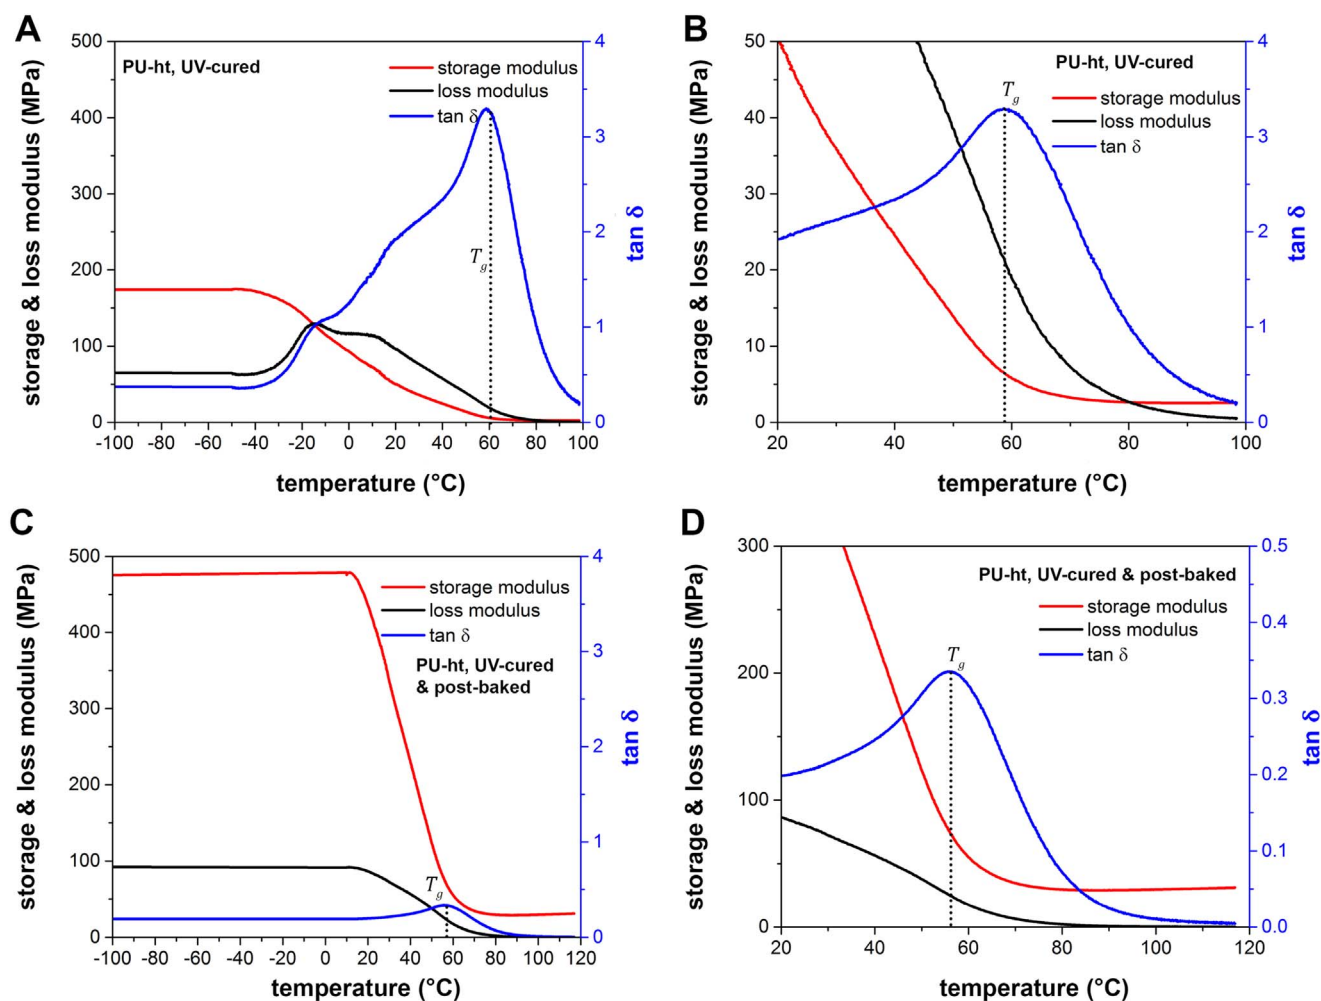 A
PU-ht, UV-cured
storage modulus
loss modulus
tan δ
Tg
storage & loss modulus (MPa)
500
400
300
200
100
0
tan δ
4
3
2
1
0
-100 -80 -60 -40 -20 0 20 40 60 80 100
temperature (°C)
B
PU-ht, UV-cured
storage modulus
loss modulus
tan δ
Tg
storage & loss modulus (MPa)
50
40
30
20
10
0
tan δ
4
3
2
1
0
20 40 60 80 100
temperature (°C)
C
storage modulus
loss modulus
tan δ
PU-ht, UV-cured
& post-baked
Tg
storage & loss modulus (MPa)
500
400
300
200
100
0
tan δ
4
3
2
1
0
-100 -80 -60 -40 -20 0 20 40 60 80 100 120
temperature (°C)
D
PU-ht, UV-cured & post-baked
storage modulus
loss modulus
tan δ
Tg
storage & loss modulus (MPa)
300
200
100
0
tan δ
0.5
0.4
0.3
0.2
0.1
0.0
20 40 60 80 100 120
temperature (°C)